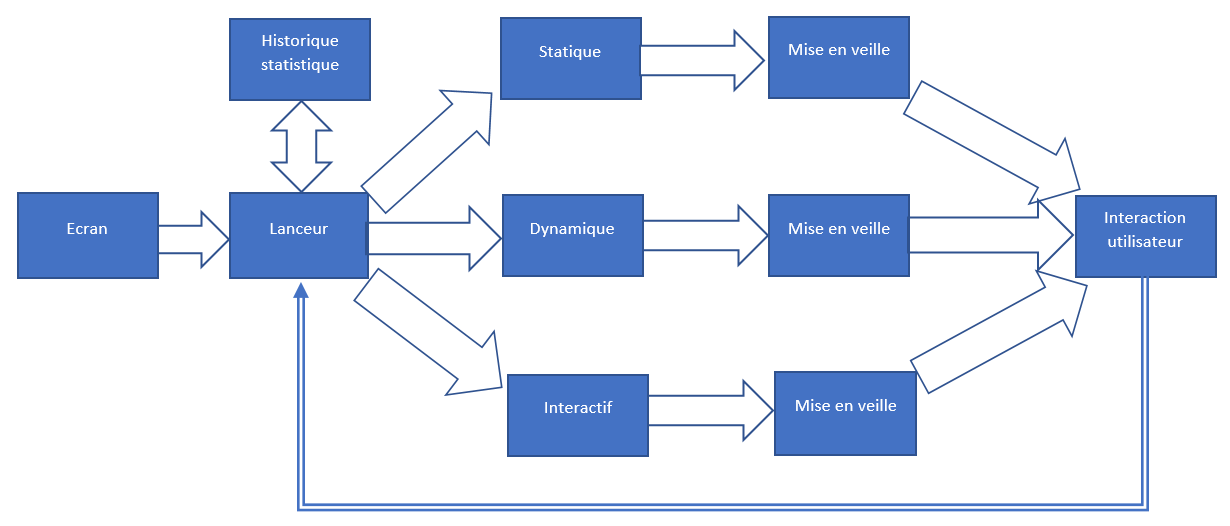 Historique
statistique
Statique
Mise en veille
Ecran
Lanceur
Dynamique
Mise en veille
Interaction
utilisateur
Interactif
Mise en veille